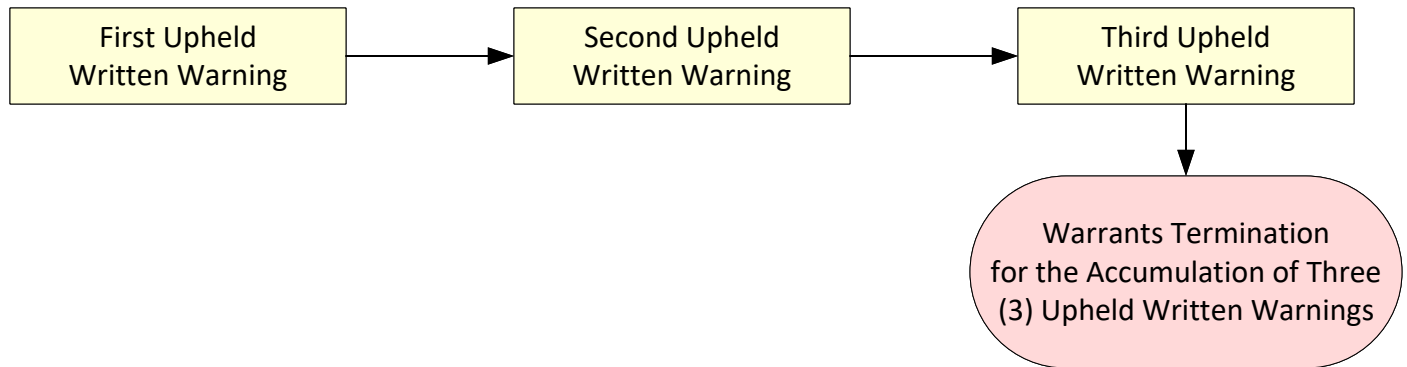 First Upheld
Written Warning
Second Upheld
Written Warning
Third Upheld
Written Warning
Warrants Termination
for the Accumulation of Three
(3) Upheld Written Warnings